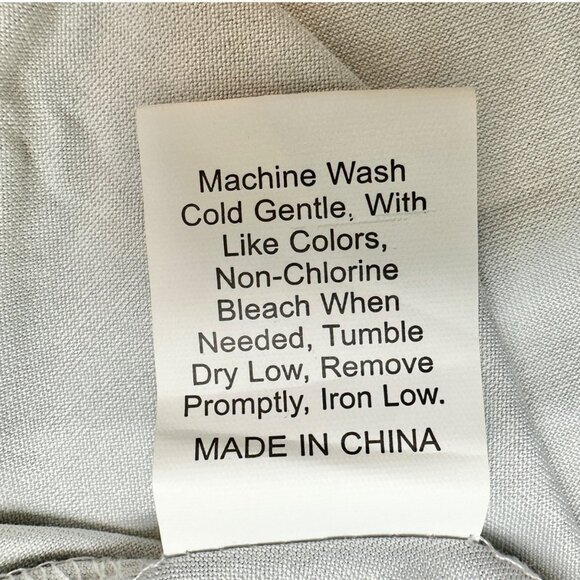 Machine Wash
Cold Gentle, With
Like Colors,
Non-Chlorine
Bleach When
Needed, Tumble
Dry Low, Remove
Promptly, Iron Low.
MADE IN CHINA